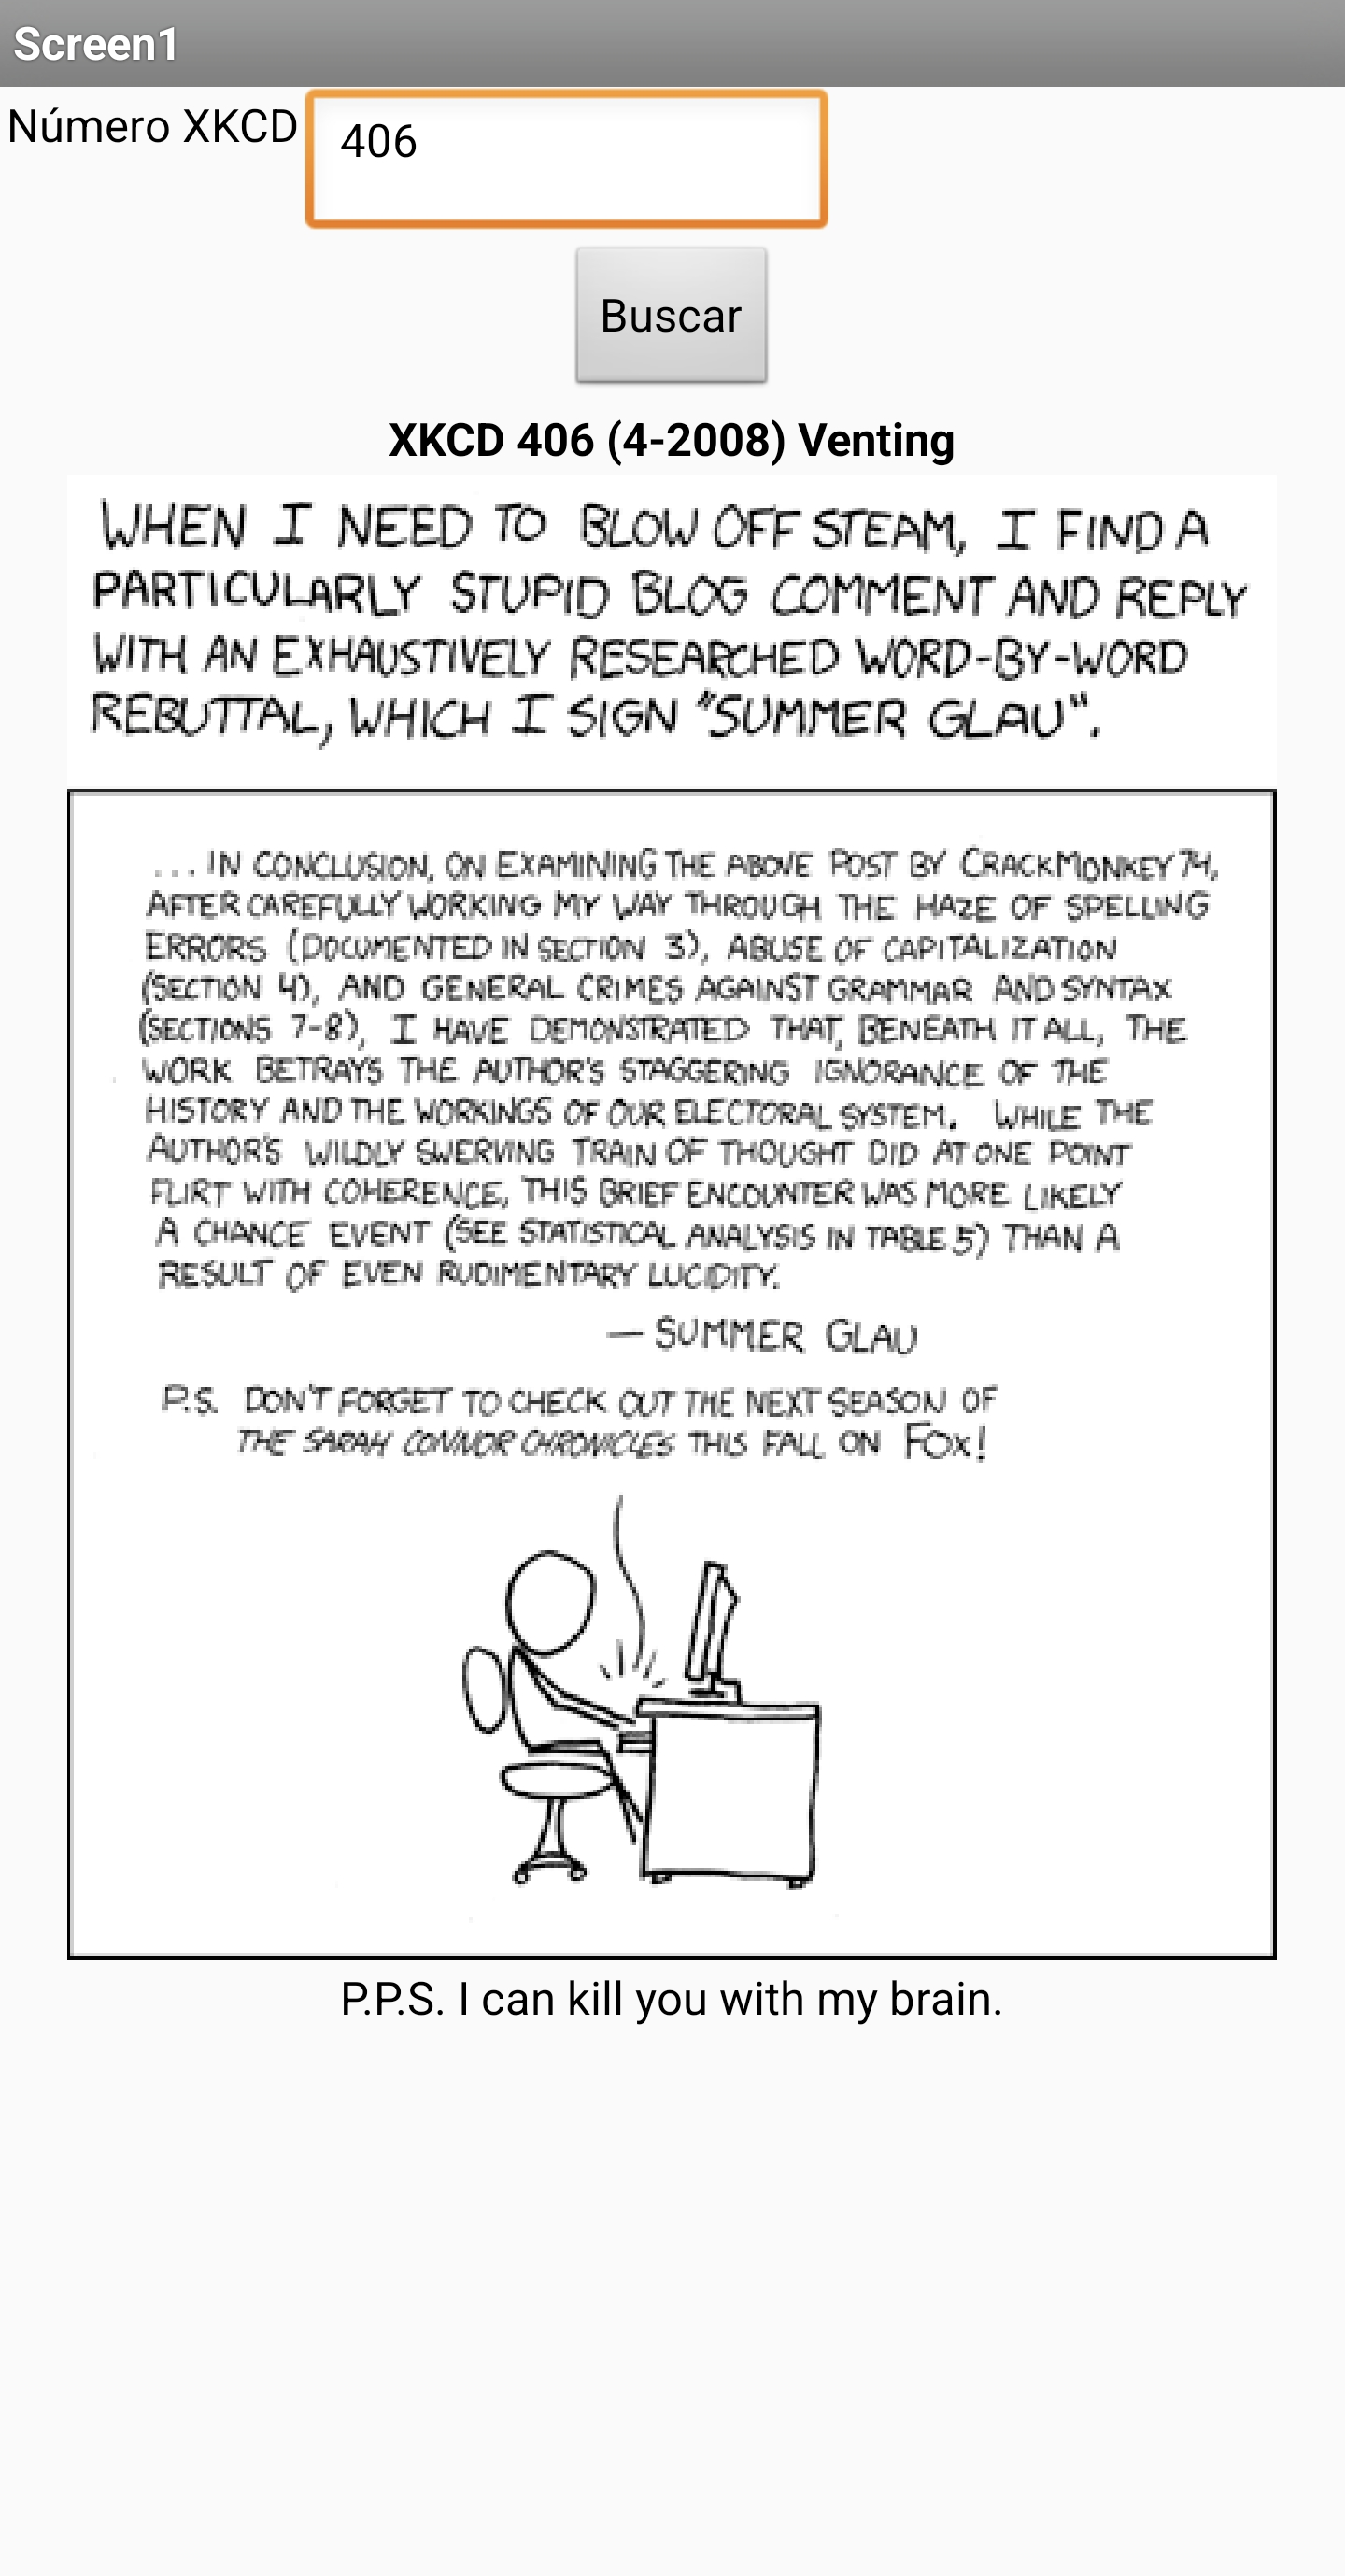 Screen1
Número XKCD 406
Buscar
XKCD 406 (4-2008) Venting
WHEN I NEED TO BLOW OFF STEAM, I FIND A
PARTICULARLY STUPID BLOG COMMENT AND REPLY
WITH AN EXHAUSTIVELY RESEARCHED WORD-BY-WORD
REBUTTAL, WHICH I SIGN "SUMMER GLAU".
... IN CONCLUSION, ON EXAMINING THE ABOVE POST BY CRACKMONKEY74,
AFTER CAREFULLY WORKING MY WAY THROUGH THE HAZE OF SPELLING
ERRORS (DOCUMENTED IN SECTION 3), ABUSE OF CAPITALIZATION
(SECTION 4), AND GENERAL CRIMES AGAINST GRAMMAR AND SYNTAX
(SECTIONS 7-8), I HAVE DEMONSTRATED THAT, BENEATH IT ALL, THE
WORK BETRAYS THE AUTHOR'S STAGGERING IGNORANCE OF THE
HISTORY AND THE WORKINGS OF OUR ELECTORAL SYSTEM. WHILE THE
AUTHOR'S WILDLY SWERVING TRAIN OF THOUGHT DID AT ONE POINT
FLIRT WITH COHERENCE, THIS BRIEF ENCOUNTER WAS MORE LIKELY
A CHANCE EVENT (SEE STATISTICAL ANALYSIS IN TABLE 5) THAN A
RESULT OF EVEN RUDIMENTARY LUCIDITY.
— SUMMER GLAU
P.S. DON'T FORGET TO CHECK OUT THE NEXT SEASON OF
THE SARAH CONNOR CHRONICLES THIS FALL ON FOX!
P.P.S. I can kill you with my brain.